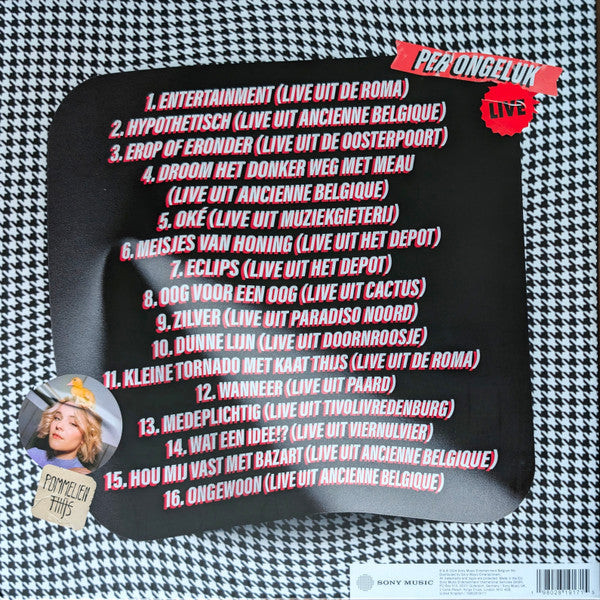 PER ONGELUK
LIVE
1. ENTERTAINMENT (LIVE UIT DE ROMA)
2. HYPOTHETISCH (LIVE UIT ANCIENNE BELGIQUE)
3. EROP OF ERONDER (LIVE UIT DE OOSTERPOORT)
4. DROOM HET DONKER WEG MET MEAU
(LIVE UIT ANCIENNE BELGIQUE)
5. OKÉ (LIVE UIT MUZIEKGIETERIJ)
6. MEISJES VAN HONING (LIVE UIT HET DEPOT)
7. ECLIPS (LIVE UIT HET DEPOT)
8. OOG VOOR EEN OOG (LIVE UIT CACTUS)
9. ZILVER (LIVE UIT PARADISO NOORD)
10. DUNNE LIJN (LIVE UIT DOORNROOSJE)
11. KLEINE TORNADO MET KAAT THIJS (LIVE UIT DE ROMA)
12. WANNEER (LIVE UIT PAARD)
13. MEDEPLICHTIG (LIVE UIT TIVOLIVREDENBURG)
14. WAT EEN IDEE!? (LIVE UIT VIERNULVIER)
15. HOU MIJ VAST MET BAZART (LIVE UIT ANCIENNE BELGIQUE)
16. ONGEWOON (LIVE UIT ANCIENNE BELGIQUE)
POMMELIEN
THIJS
SONY MUSIC